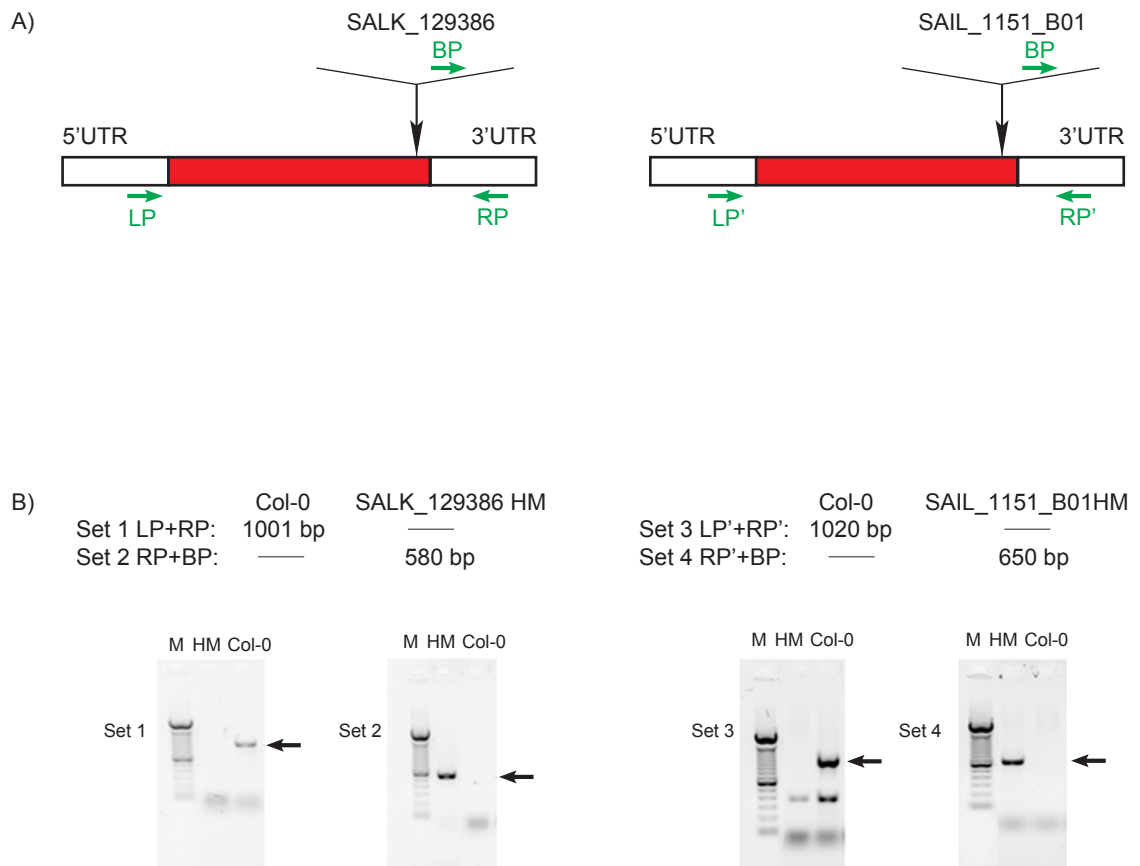 A)
SALK_129386
BP
5’UTR 3’UTR
LP RP
SAIL_1151_B01
BP
5’UTR 3’UTR
LP’ RP’
B)
Col-0 SALK_129386 HM
Set 1 LP+RP: 1001 bp ——
Set 2 RP+BP: —— 580 bp
Col-0 SAIL_1151_B01HM
Set 3 LP’+RP’: 1020 bp ——
Set 4 RP’+BP: —— 650 bp
M HM Col-0
Set 1
M HM Col-0
Set 2
M HM Col-0
Set 3
M HM Col-0
Set 4